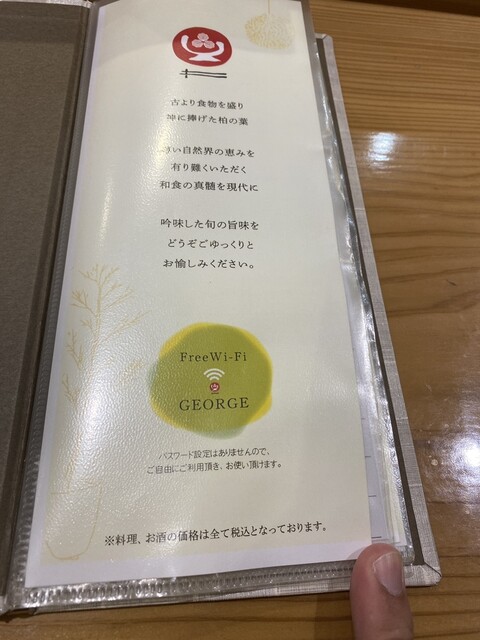 古より食物を盛り
神に捧げた柏の葉
い自然界の恵みを
有り難くいただく
和食の真髄を現代に
吟味した旬の旨味を
どうぞごゆっくりと
お愉しみください。
FreeWi-Fi
GEORGE
パスワード設定はありませんので、
ご自由にご利用頂き、お使い頂けます。
※料理、お酒の価格は全て税込となっております。